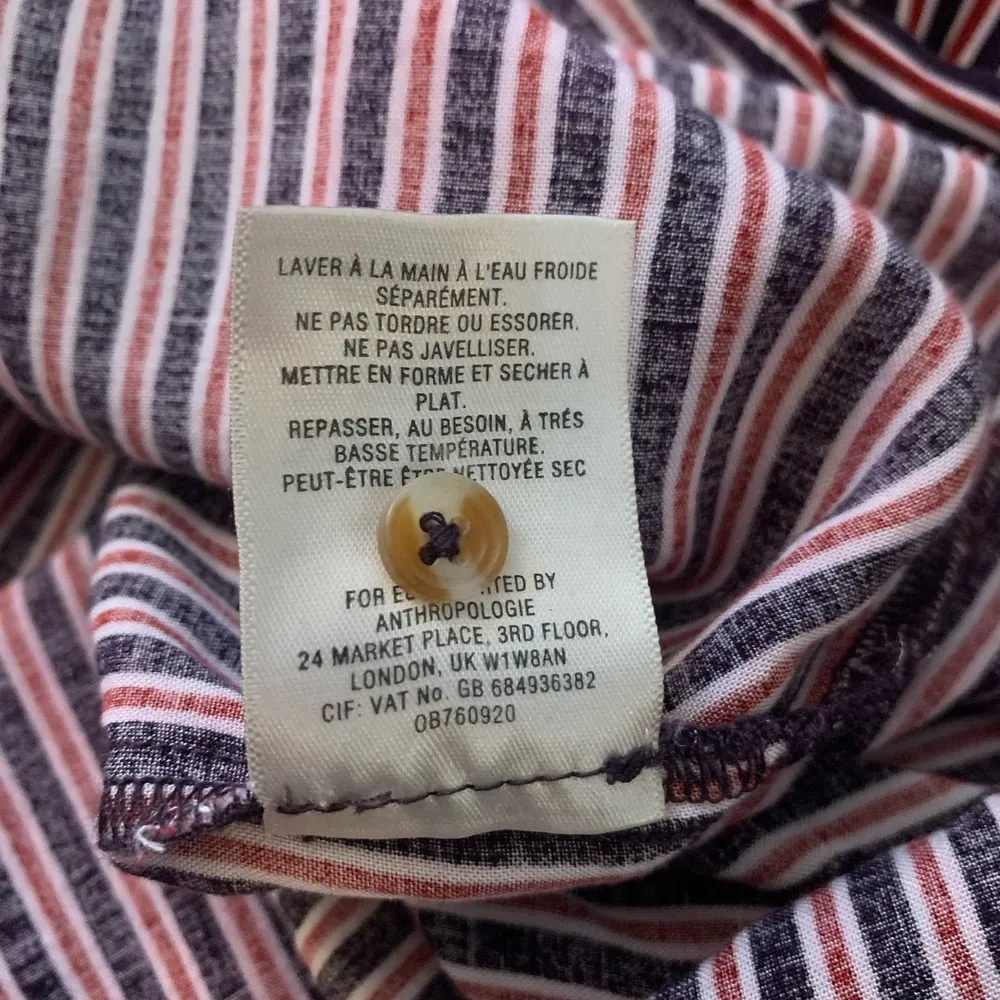 LAVER À LA MAIN À L'EAU FROIDE
SÉPARÉMENT.
NE PAS TORDRE OU ESSORER.
NE PAS JAVELLISER.
METTRE EN FORME ET SECHER À
PLAT.
REPASSER, AU BESOIN, À TRÉS
BASSE TEMPÉRATURE.
PEUT-ÊTRE SEC
FOR BY
ANTHROPOLOGIE
24 MARKET PLACE, 3RD FLOOR,
LONDON, UK W1W8AN
CIF: VAT No. GB 684936382
OB760920